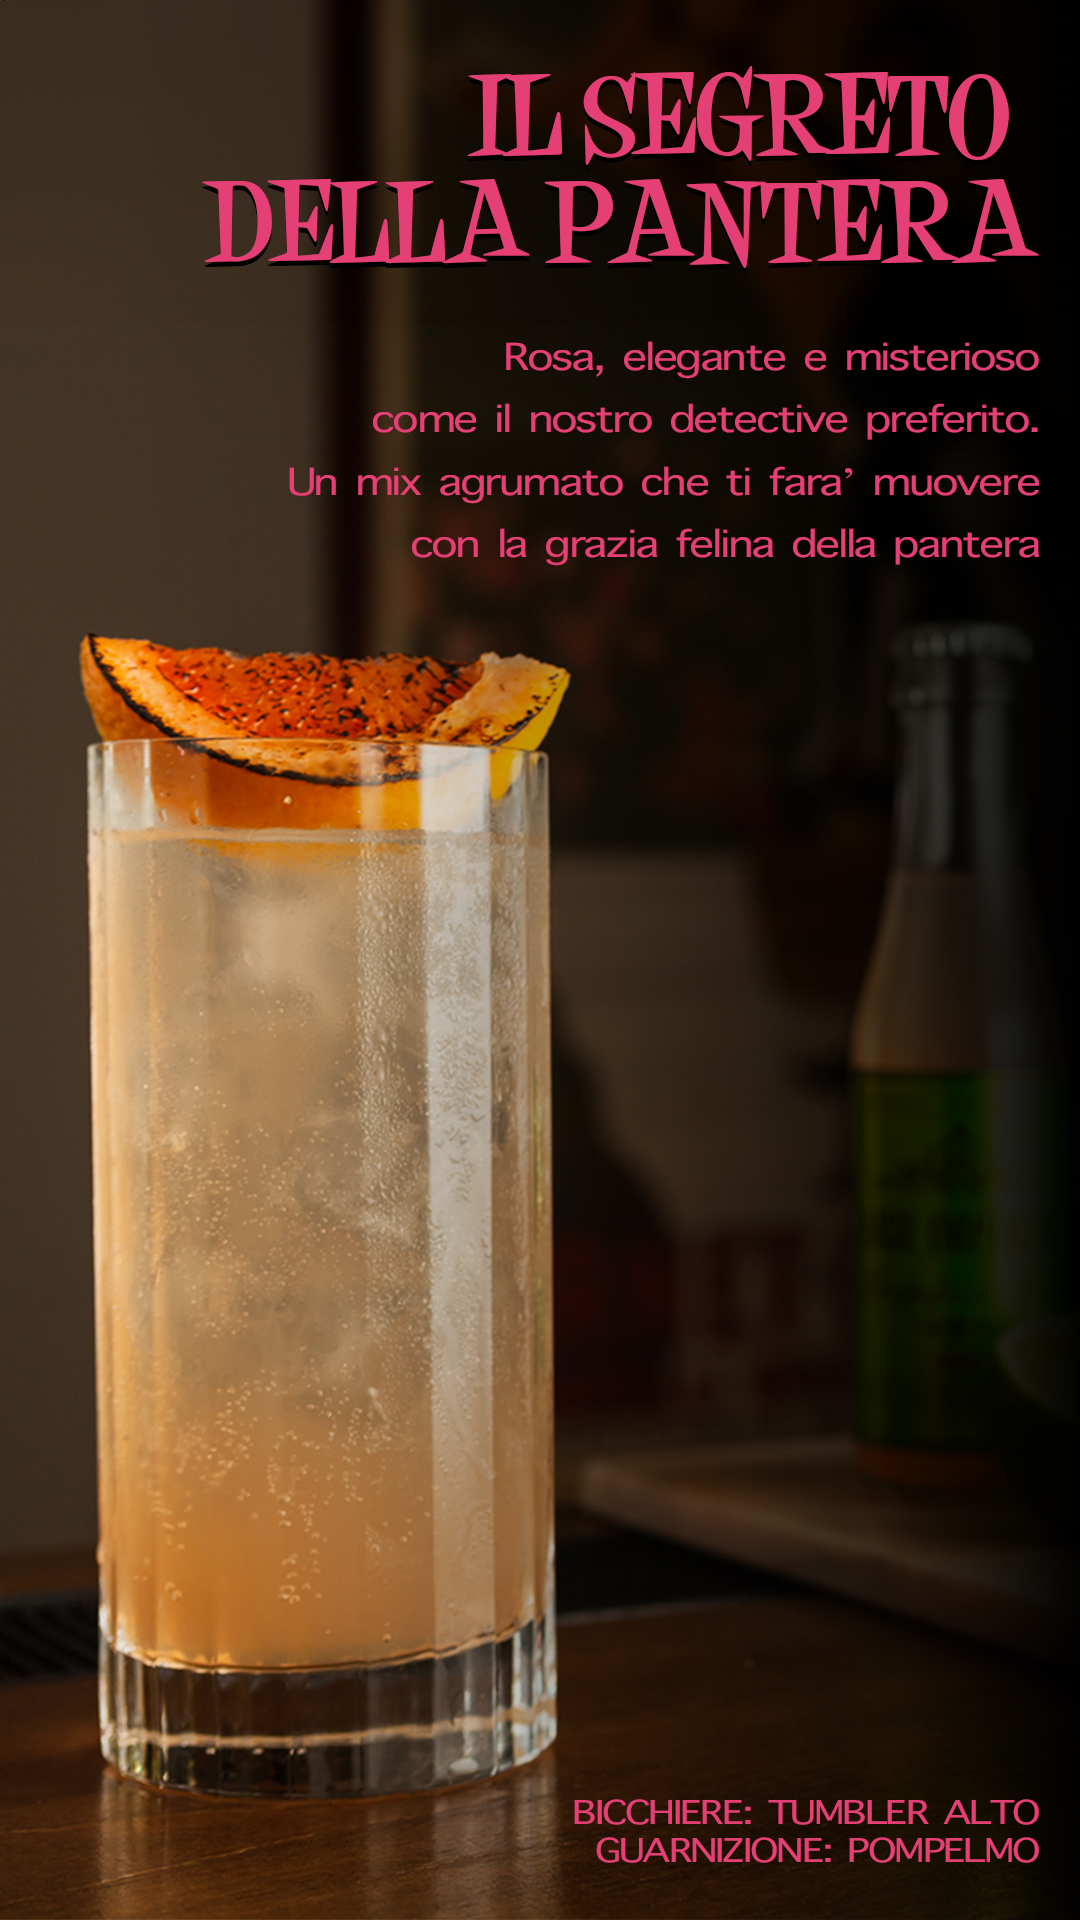 IL SEGRETO
DELLA PANTERA
Rosa, elegante e misterioso
come il nostro detective preferito.
Un mix agrumato che ti fara’ muovere
con la grazia felina della pantera
BICCHIERE: TUMBLER ALTO
GUARNIZIONE: POMPELMO